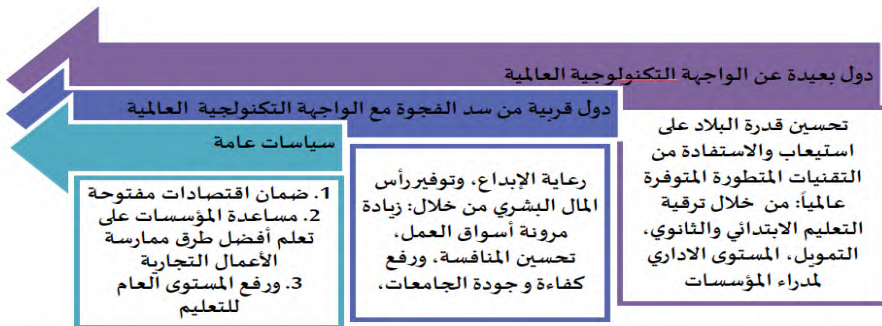 دول بعيدة عن الواجهة التكنولوجية العالمية
تحسين قدرة البلاد على
استيعاب والاستفادة من
التقنيات المتطورة المتوفرة
عالمياً: من خلال ترقية
التعليم الابتدائي والثانوي،
التمويل، المستوى الاداري
لمدراء المؤسسات
دول قريبة من سد الفجوة مع الواجهة التكنولجية العالمية
رعاية الإبداع، وتوفير رأس
المال البشري من خلال: زيادة
مرونة أسواق العمل،
تحسين المنافسة، ورفع
كفاءة و جودة الجامعات،
سياسات عامة
1. ضمان اقتصادات مفتوحة
2. مساعدة المؤسسات على
تعلم أفضل طرق ممارسة
الأعمال التجارية
3. ورفع المستوى العام
للتعليم